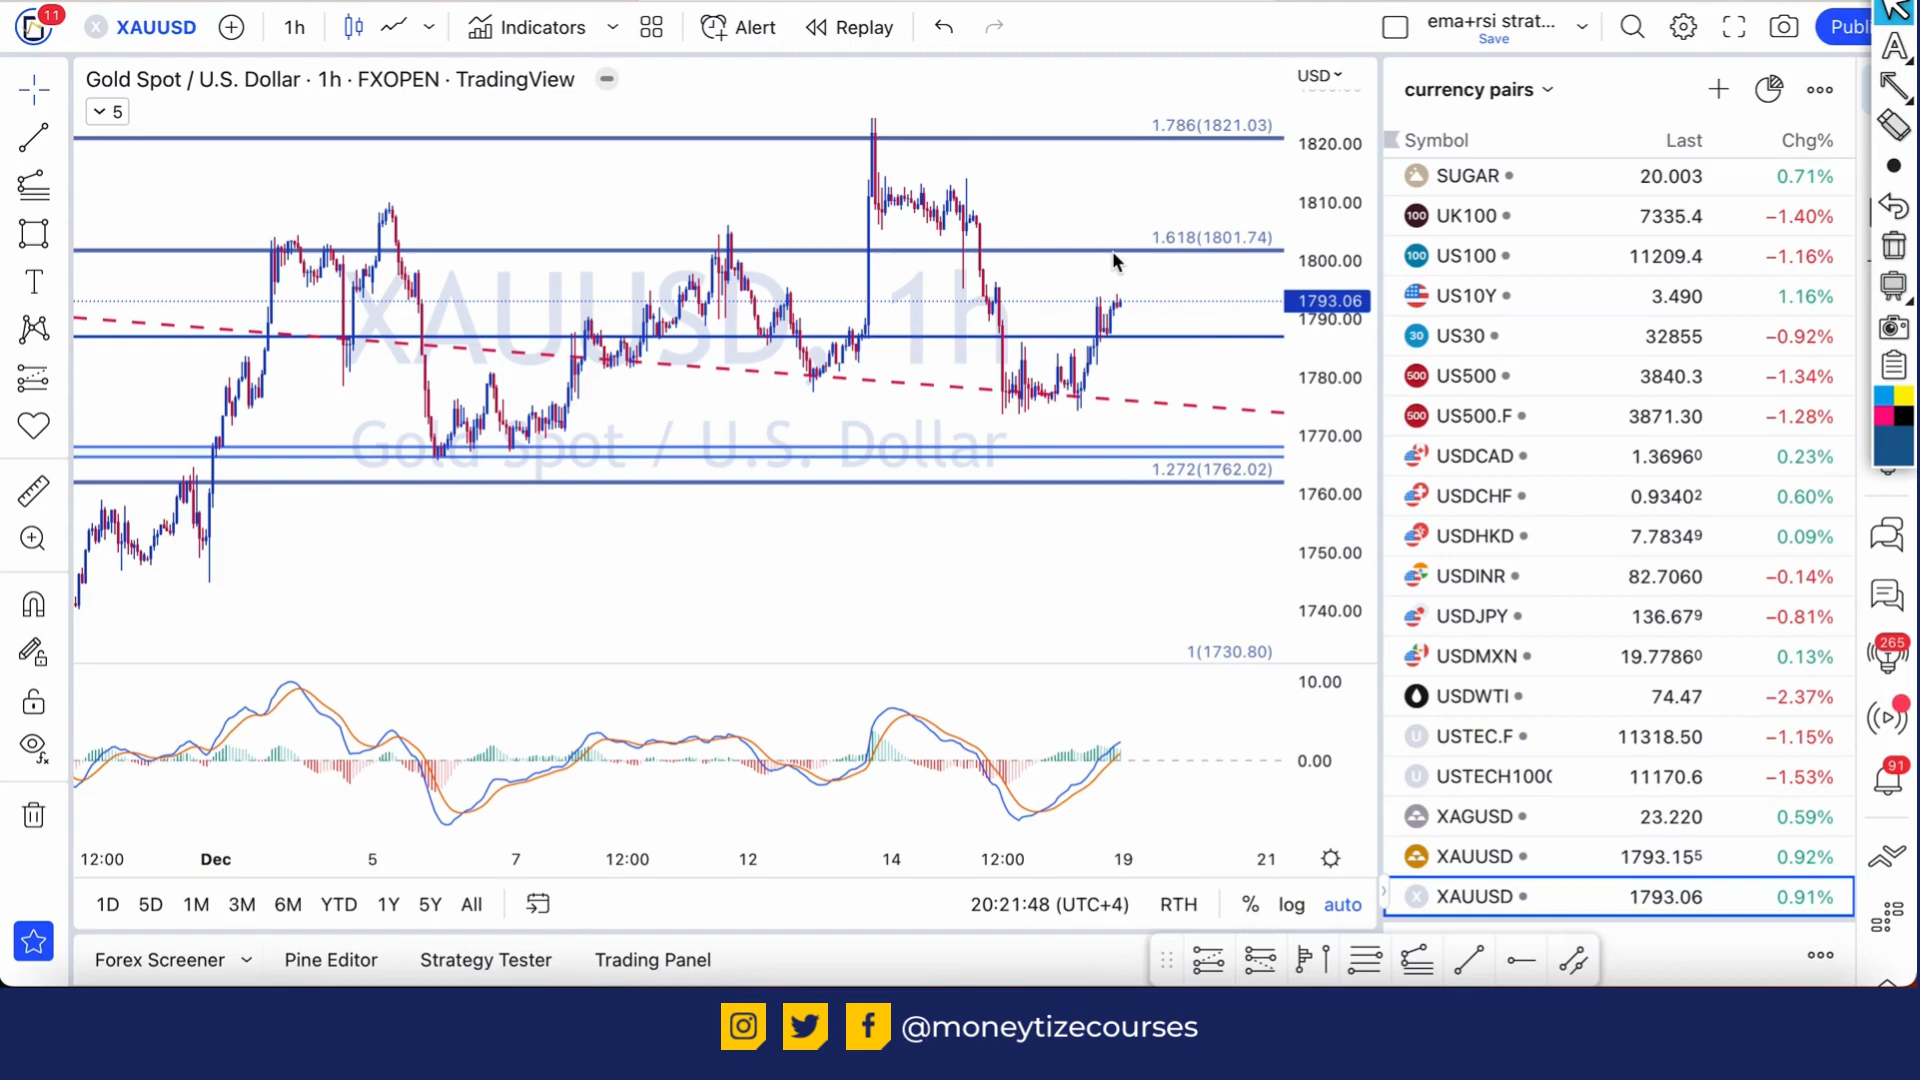 11
XAUUSD
1h
Indicators
Alert
Replay
ema+rsi strat...
Save
Publ
Gold Spot / U.S. Dollar · 1h · FXOPEN · TradingView
5
USD
currency pairs
Symbol Last Chg%
1.786(1821.03)
1.618(1801.74)
1.272(1762.02)
1(1730.80)
XAUUSD, 1h
Gold Spot / U.S. Dollar
1820.00
1810.00
1800.00
1793.06
1790.00
1780.00
1770.00
1760.00
1750.00
1740.00
10.00
0.00
SUGAR 20.003 0.71%
100 UK100 7335.4 −1.40%
100 US100 11209.4 −1.16%
US10Y 3.490 1.16%
30 US30 32855 −0.92%
500 US500 3840.3 −1.34%
500 US500.F 3871.30 −1.28%
USDCAD 1.36960 0.23%
USDCHF 0.93402 0.60%
USDHKD 7.78349 0.09%
USDINR 82.7060 −0.14%
USDJPY 136.679 −0.81%
USDMXN 19.77860 0.13%
USDWTI 74.47 −2.37%
U USTEC.F 11318.50 −1.15%
U USTECH100 11170.6 −1.53%
XAGUSD 23.220 0.59%
XAUUSD 1793.155 0.92%
X XAUUSD 1793.06 0.91%
265
91
12:00 Dec 5 7 12:00 12 14 12:00 19 21
1D 5D 1M 3M 6M YTD 1Y 5Y All
20:21:48 (UTC+4) RTH % log auto
Forex Screener Pine Editor Strategy Tester Trading Panel
@moneytizecourses